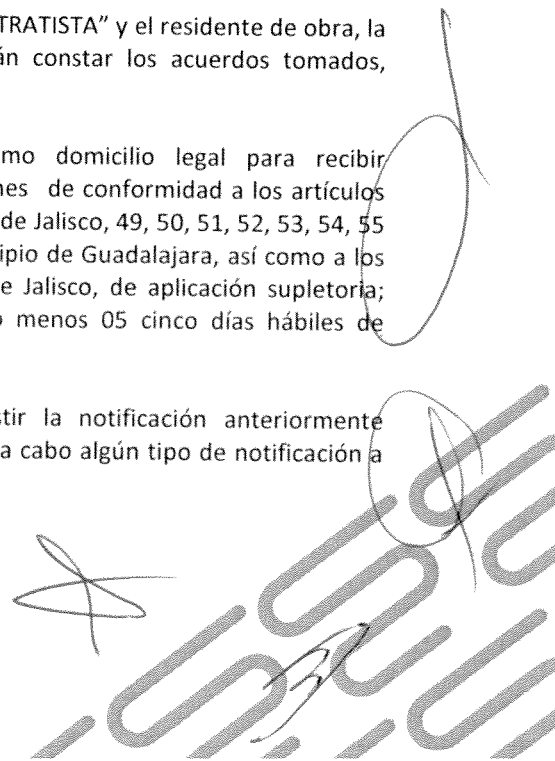 TRATISTA” y el residente de obra, la
án constar los acuerdos tomados,
mo domicilio legal para recibir
nes de conformidad a los artículos
de Jalisco, 49, 50, 51, 52, 53, 54, 55
ipio de Guadalajara, así como a los
e Jalisco, de aplicación supletoria;
o menos 05 cinco días hábiles de
stir la notificación anteriormente
a cabo algún tipo de notificación a